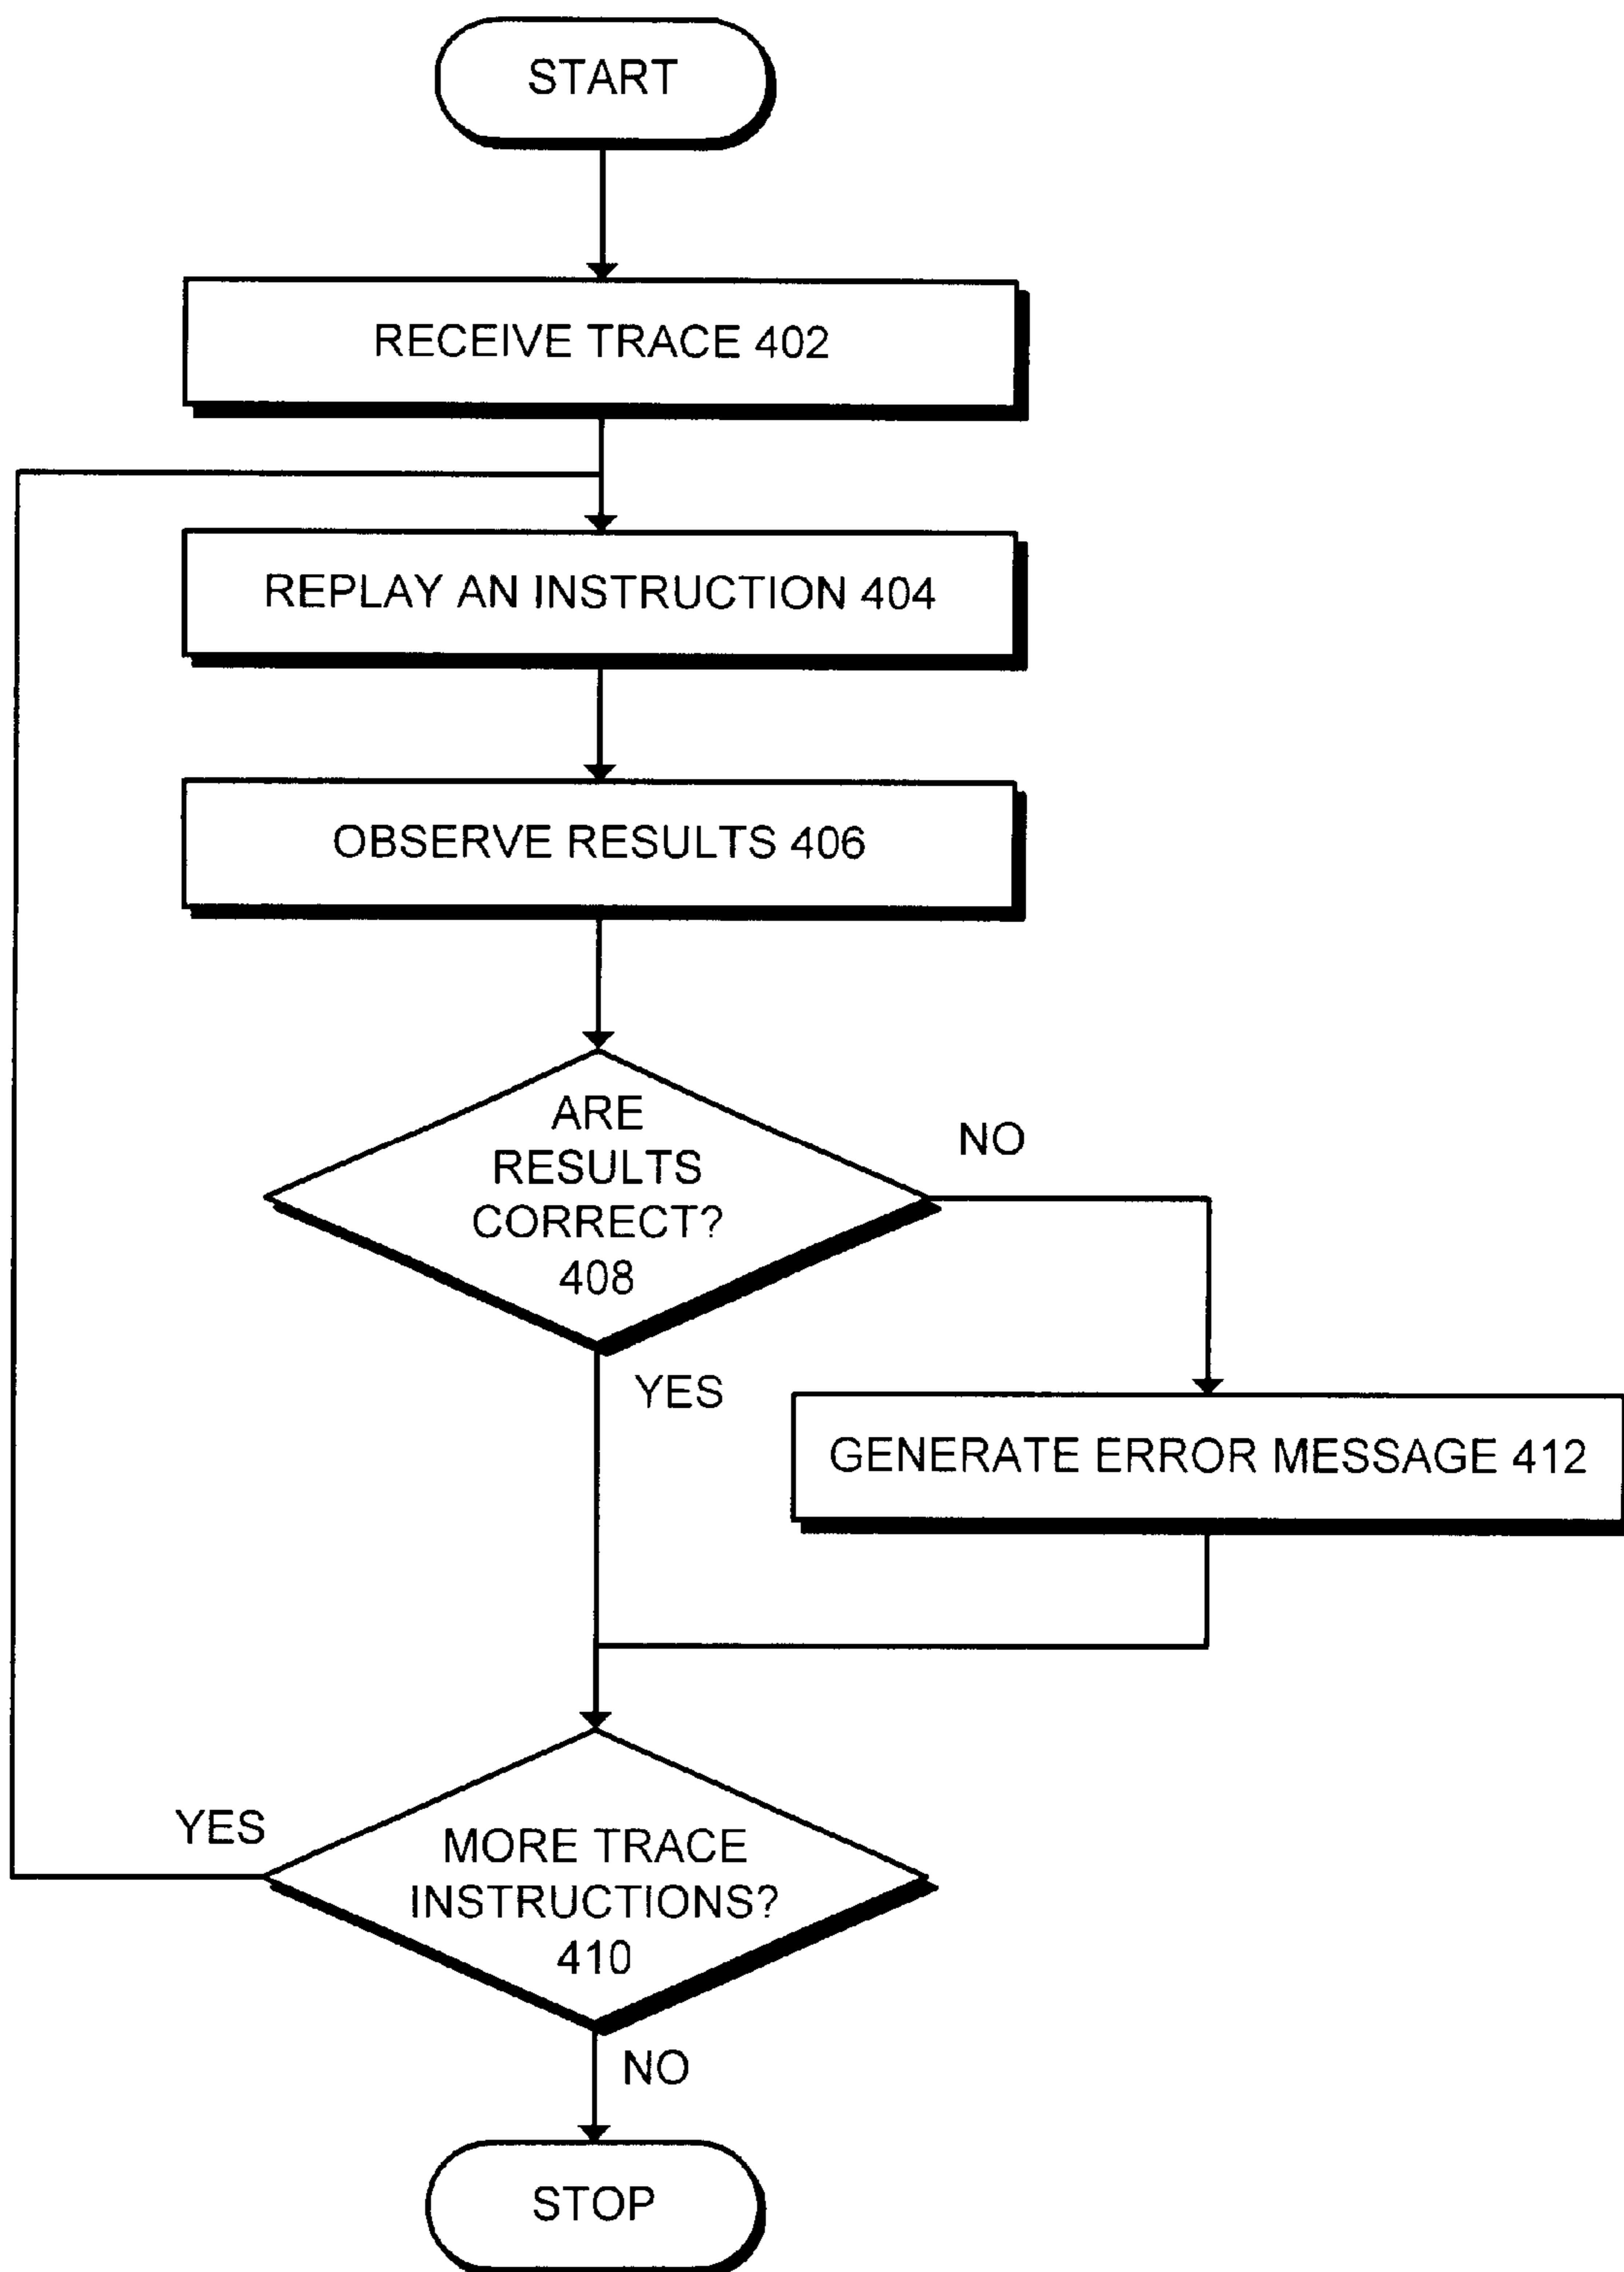 START
RECEIVE TRACE 402
REPLAY AN INSTRUCTION 404
OBSERVE RESULTS 406
ARE
RESULTS
CORRECT?
408
NO
YES
GENERATE ERROR MESSAGE 412
YES
MORE TRACE
INSTRUCTIONS?
410
NO
STOP